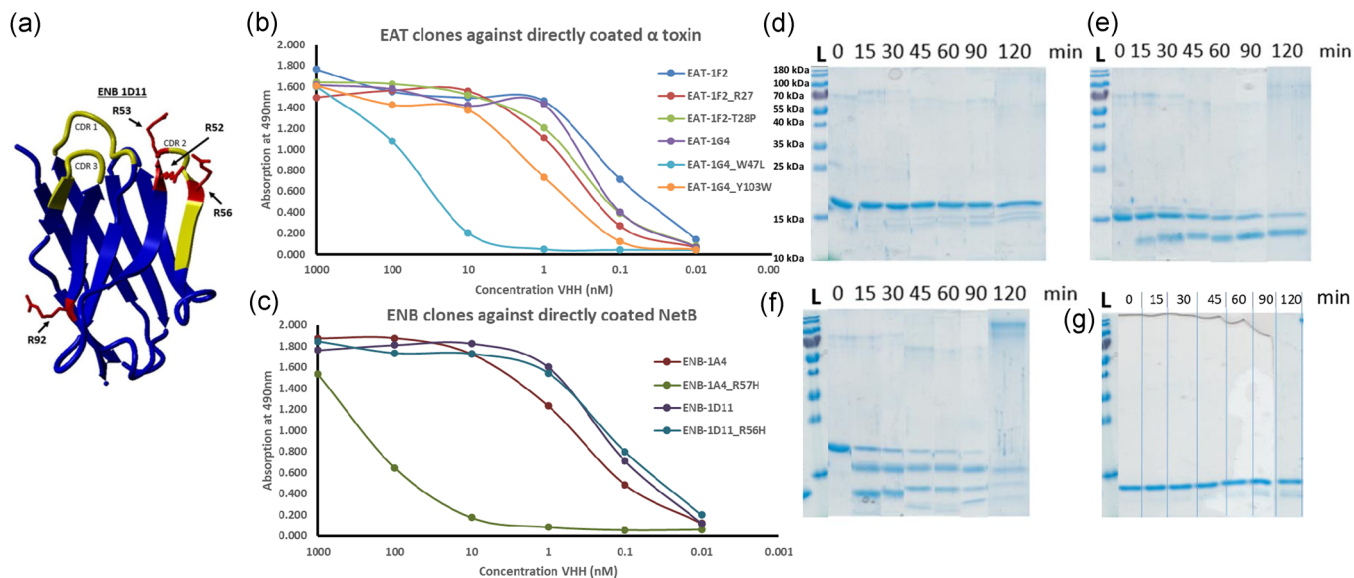 (a)
ENB 1D11
R53
CDR 1
R52
CDR 2
CDR 3
R56
R92
(b)
EAT clones against directly coated α toxin
Absorption at 490nm
2.000
1.800
1.600
1.400
1.200
1.000
0.800
0.600
0.400
0.200
0.000
1000 100 10 1 0.1 0.01 0.00
Concentration VHH (nM)
EAT-1F2
EAT-1F2_R27
EAT-1F2-T28P
EAT-1G4
EAT-1G4_W47L
EAT-1G4_Y103W
(c)
ENB clones against directly coated NetB
Absorption at 490nm
2.000
1.800
1.600
1.400
1.200
1.000
0.800
0.600
0.400
0.200
0.000
1000 100 10 1 0.1 0.01 0.001
Concentration VHH (nM)
ENB-1A4
ENB-1A4_R57H
ENB-1D11
ENB-1D11_R56H
(d)
L 0 15 30 45 60 90 120 min
180 kDa
100 kDa
70 kDa
55 kDa
40 kDa
35 kDa
25 kDa
15 kDa
10 kDa
(e)
L 0 15 30 45 60 90 120 min
(f)
L 0 15 30 45 60 90 120 min
(g)
L 0 15 30 45 60 90 120 min